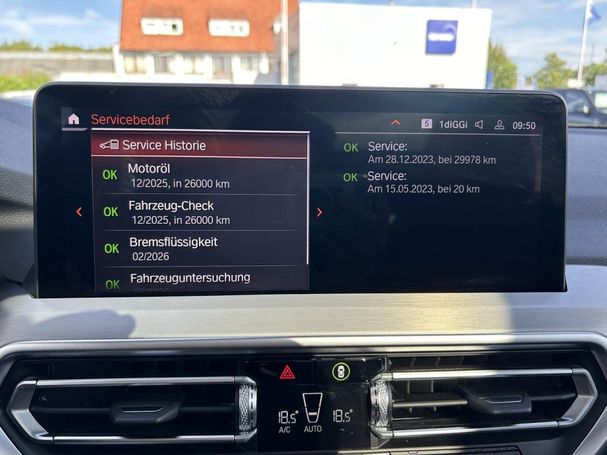 Servicebedarf
5 1diGGi 09:50
Service Historie
OK Motoröl
12/2025, in 26000 km
OK Fahrzeug-Check
12/2025, in 26000 km
OK Bremsflüssigkeit
02/2026
OK Fahrzeuguntersuchung
OK Service:
Am 28.12.2023, bei 29978 km
OK Service:
Am 15.05.2023, bei 20 km
18.5°
A/C
AUTO
18.5°